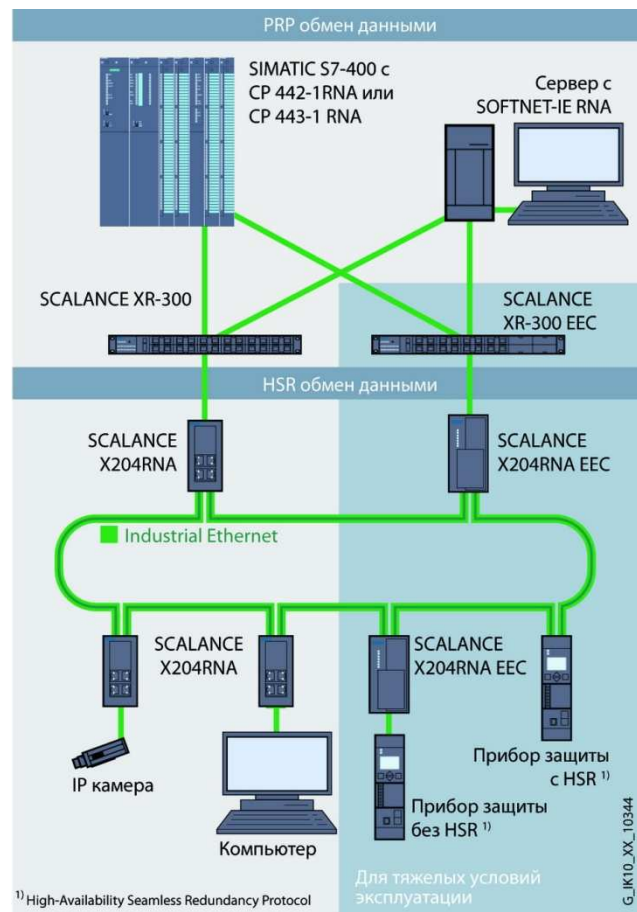 PRP обмен данными
SIMATIC S7-400 с
CP 442-1RNA или
CP 443-1 RNA
Сервер с
SOFTNET-IE RNA
SCALANCE XR-300
SCALANCE
XR-300 EEC
HSR обмен данными
SCALANCE
X204RNA
SCALANCE
X204RNA EEC
Industrial Ethernet
SCALANCE
X204RNA
SCALANCE
X204RNA EEC
IP камера
Компьютер
Прибор защиты
без HSR 1)
Прибор защиты
с HSR 1)
1) High-Availability Seamless Redundancy Protocol
Для тяжелых условий
эксплуатации
G_IK10_XX_10344